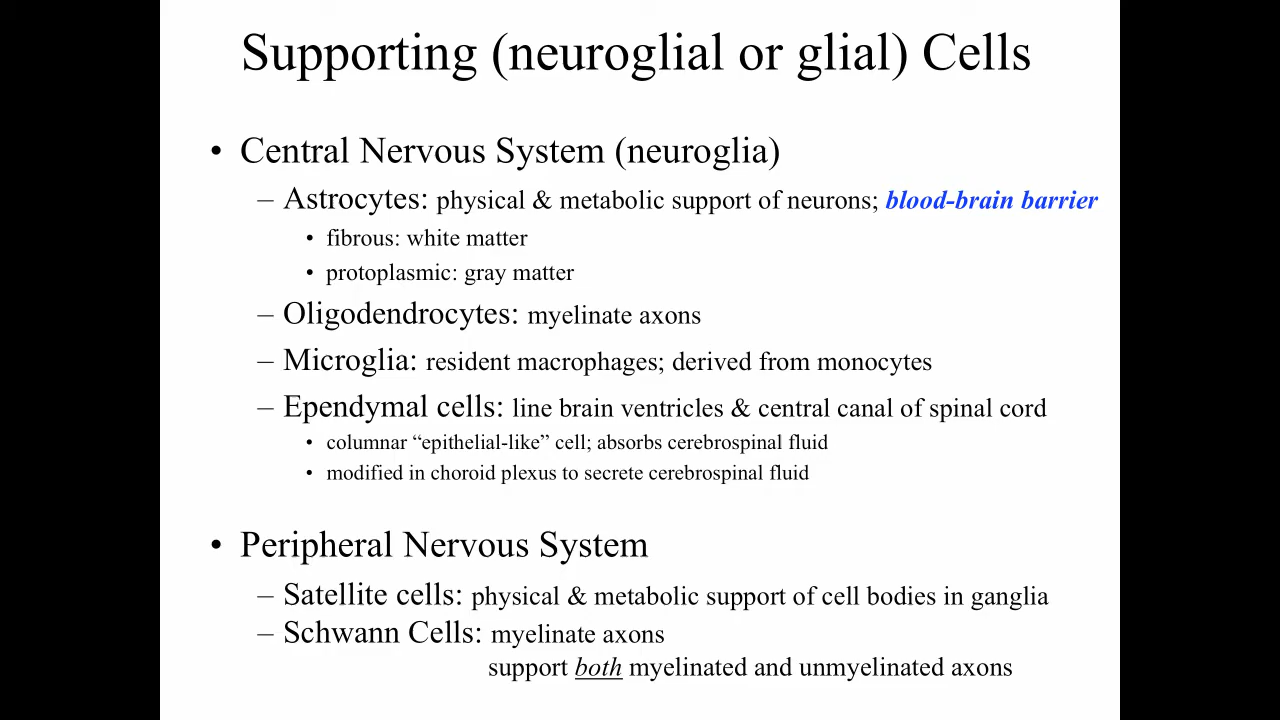 Supporting (neuroglial or glial) Cells
• Central Nervous System (neuroglia)
– Astrocytes: physical & metabolic support of neurons; blood-brain barrier
• fibrous: white matter
• protoplasmic: gray matter
– Oligodendrocytes: myelinate axons
– Microglia: resident macrophages; derived from monocytes
– Ependymal cells: line brain ventricles & central canal of spinal cord
• columnar “epithelial-like” cell; absorbs cerebrospinal fluid
• modified in choroid plexus to secrete cerebrospinal fluid
• Peripheral Nervous System
– Satellite cells: physical & metabolic support of cell bodies in ganglia
– Schwann Cells: myelinate axons
support both myelinated and unmyelinated axons